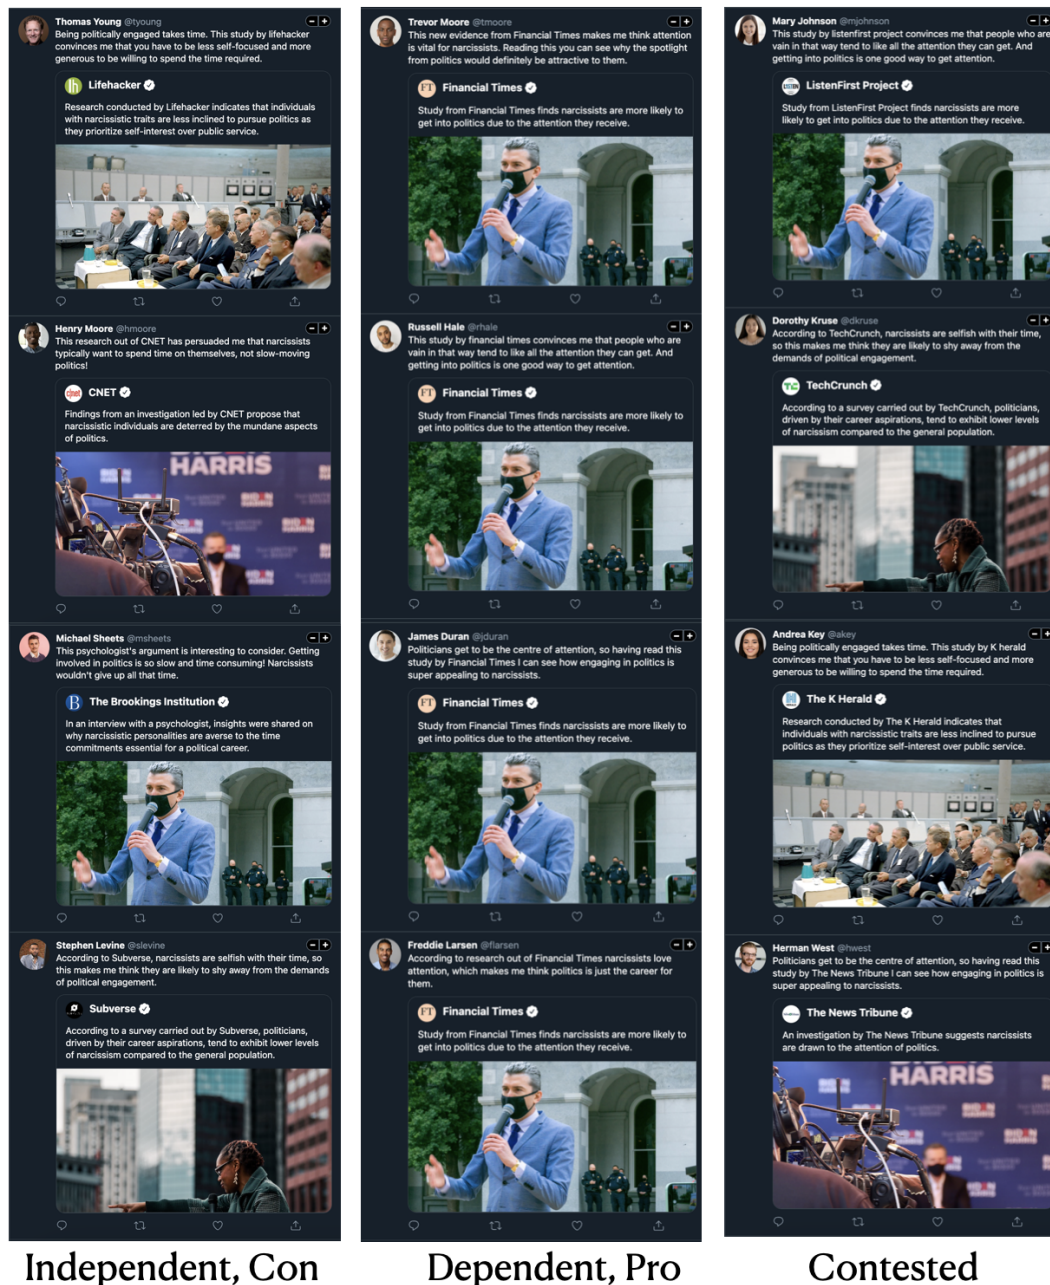 Thomas Young @tyoung
Being politically engaged takes time. This study by lifehacker
convinces me that you have to be less self-focused and more
generous to be willing to spend the time required.
Lifehacker
Research conducted by Lifehacker indicates that individuals
with narcissistic traits are less inclined to pursue politics as
they prioritize self-interest over public service.
Henry Moore @hmoore
This research out of CNET has persuaded me that narcissists
typically want to spend time on themselves, not slow-moving
politics!
cnet CNET
Findings from an investigation led by CNET propose that
narcissistic individuals are deterred by the mundane aspects
of politics.
HARRIS
BIDEN
HARRIS
Michael Sheets @msheets
This psychologist's argument is interesting to consider. Getting
involved in politics is so slow and time consuming! Narcissists
wouldn't give up all that time.
B The Brookings Institution
In an interview with a psychologist, insights were shared on
why narcissistic personalities are averse to the time
commitments essential for a political career.
Stephen Levine @slevine
According to Subverse, narcissists are selfish with their time, so
this makes me think they are likely to shy away from the demands
of political engagement.
Subverse
According to a survey carried out by Subverse, politicians,
driven by their career aspirations, tend to exhibit lower levels
of narcissism compared to the general population.
Independent, Con
Trevor Moore @tmoore
This new evidence from Financial Times makes me think attention
is vital for narcissists. Reading this you can see why the spotlight
from politics would definitely be attractive to them.
FT Financial Times
Study from Financial Times finds narcissists are more likely to
get into politics due to the attention they receive.
Russell Hale @rhale
This study by financial times convinces me that people who are
vain in that way tend to like all the attention they can get. And
getting into politics is one good way to get attention.
FT Financial Times
Study from Financial Times finds narcissists are more likely to
get into politics due to the attention they receive.
James Duran @jduran
Politicians get to be the centre of attention, so having read this
study by Financial Times I can see how engaging in politics is
super appealing to narcissists.
FT Financial Times
Study from Financial Times finds narcissists are more likely to
get into politics due to the attention they receive.
Freddie Larsen @flarsen
According to research out of Financial Times narcissists love
attention, which makes me think politics is just the career for
them.
FT Financial Times
Study from Financial Times finds narcissists are more likely to
get into politics due to the attention they receive.
Dependent, Pro
Mary Johnson @mjohnson
This study by listenfirst project convinces me that people who are
vain in that way tend to like all the attention they can get. And
getting into politics is one good way to get attention.
ListenFirst Project
Study from ListenFirst Project finds narcissists are more
likely to get into politics due to the attention they receive.
Dorothy Kruse @dkruse
According to TechCrunch, narcissists are selfish with their time,
so this makes me think they are likely to shy away from the
demands of political engagement.
TC TechCrunch
According to a survey carried out by TechCrunch, politicians,
driven by their career aspirations, tend to exhibit lower levels
of narcissism compared to the general population.
Andrea Key @akey
Being politically engaged takes time. This study by K herald
convinces me that you have to be less self-focused and more
generous to be willing to spend the time required.
The K Herald
Research conducted by The K Herald indicates that
individuals with narcissistic traits are less inclined to pursue
politics as they prioritize self-interest over public service.
Herman West @hwest
Politicians get to be the centre of attention, so having read this
study by The News Tribune I can see how engaging in politics is
super appealing to narcissists.
The News Tribune
An investigation by The News Tribune suggests narcissists
are drawn to the attention of politics.
HARRIS
Contested